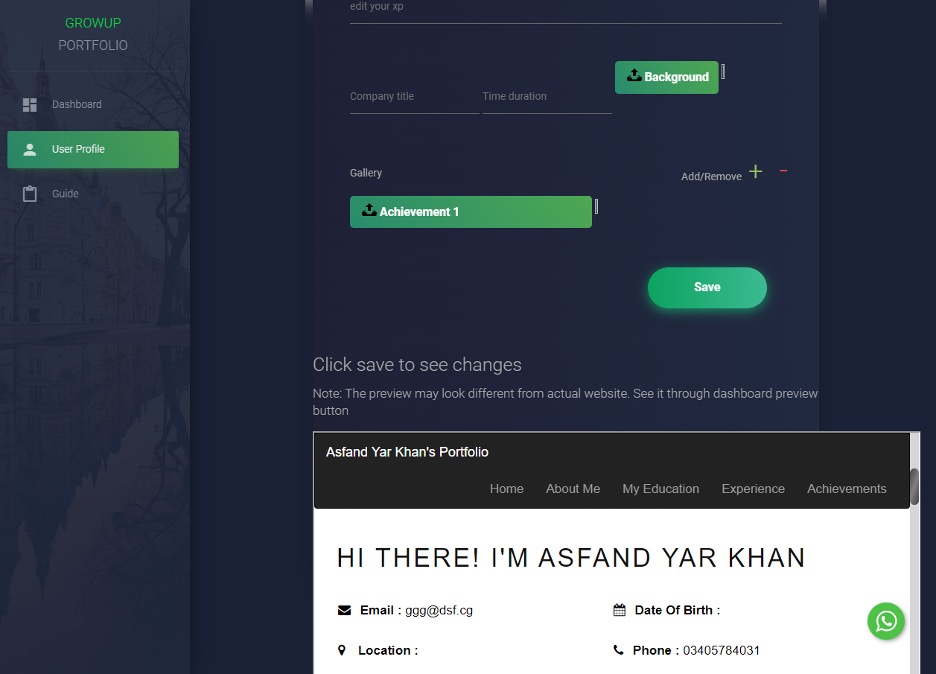 GROWUP
PORTFOLIO
Dashboard
User Profile
Guide
edit your xp
Background
Company title
Time duration
Gallery
Add/Remove + −
Achievement 1
Save
Click save to see changes
Note: The preview may look different from actual website. See it through dashboard preview
button
Asfand Yar Khan's Portfolio
Home About Me My Education Experience Achievements
HI THERE! I'M ASFAND YAR KHAN
Email : ggg@dsf.cg
Date Of Birth :
Location :
Phone : 03405784031